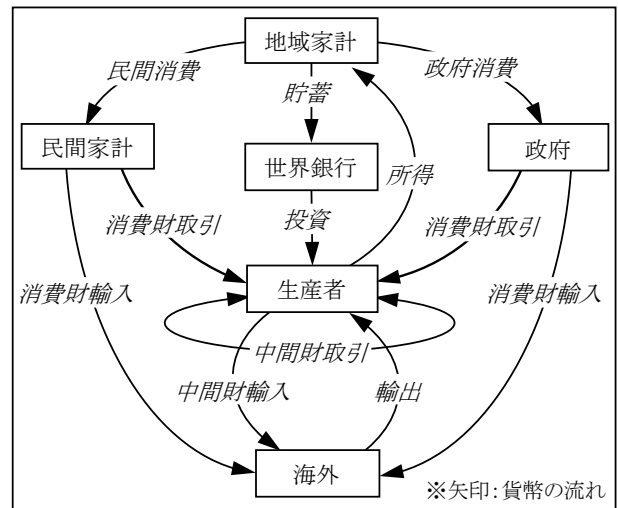 地域家計
民間消費
政府消費
貯蓄
民間家計
世界銀行
政府
所得
消費財取引
投資
消費財取引
消費財輸入
生産者
消費財輸入
中間財取引
中間財輸入
輸出
海外
※矢印:貨幣の流れ